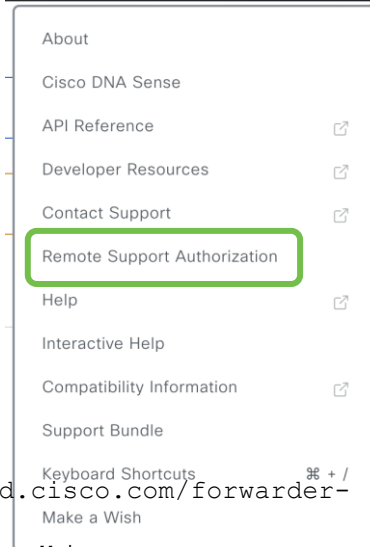 About
Cisco DNA Sense
API Reference
Developer Resources
Contact Support
Remote Support Authorization
Help
Interactive Help
Compatibility Information
Support Bundle
Keyboard Shortcuts ⌘ + /
d.cisco.com/forwarder-
Make a Wish